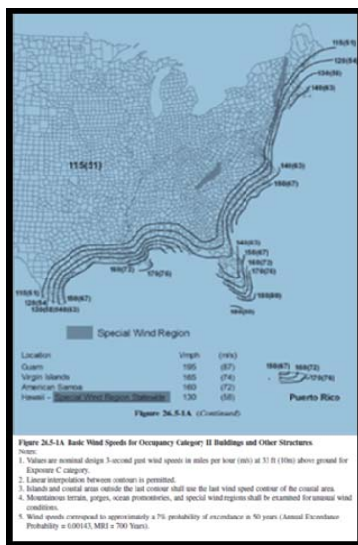 115(51)
120(54)
130(58)
140(63)
115(51)
140(63)
150(67)
140(63)
150(67)
160(72)
170(76)
160(72)
170(76)
180(80)
115(51)
120(54)
130(58)140(63)
150(67)
Special Wind Region
Location Vmph (m/s)
Guam 195 (87)
Virgin Islands 165 (74)
American Samoa 160 (72)
Hawaii - Special Wind Region Statewide 130 (58)
150(67) 160(72)
170(76)
Puerto Rico
Figure 26.5-1A (Continued)
Figure 26.5-1A Basic Wind Speeds for Occupancy Category II Buildings and Other Structures.
Notes:
1. Values are nominal design 3-second gust wind speeds in miles per hour (m/s) at 33 ft (10m) above ground for
Exposure C category.
2. Linear interpolation between contours is permitted.
3. Islands and coastal areas outside the last contour shall use the last wind speed contour of the coastal area.
4. Mountainous terrain, gorges, ocean promontories, and special wind regions shall be examined for unusual wind
conditions.
5. Wind speeds correspond to approximately a 7% probability of exceedance in 50 years (Annual Exceedance
Probability = 0.00143, MRI = 700 Years).